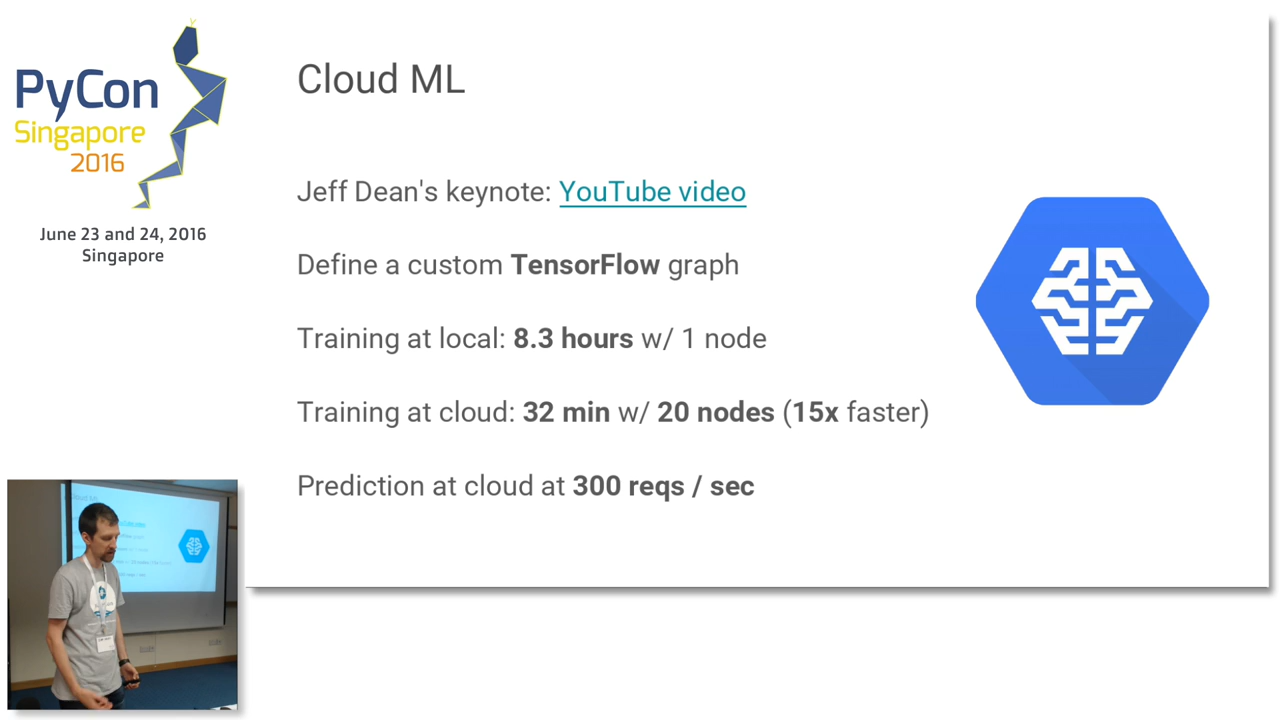 PyCon
Singapore
2016
June 23 and 24, 2016
Singapore
Cloud ML
Jeff Dean's keynote: YouTube video
Define a custom TensorFlow graph
Training at local: 8.3 hours w/ 1 node
Training at cloud: 32 min w/ 20 nodes (15x faster)
Prediction at cloud at 300 reqs / sec